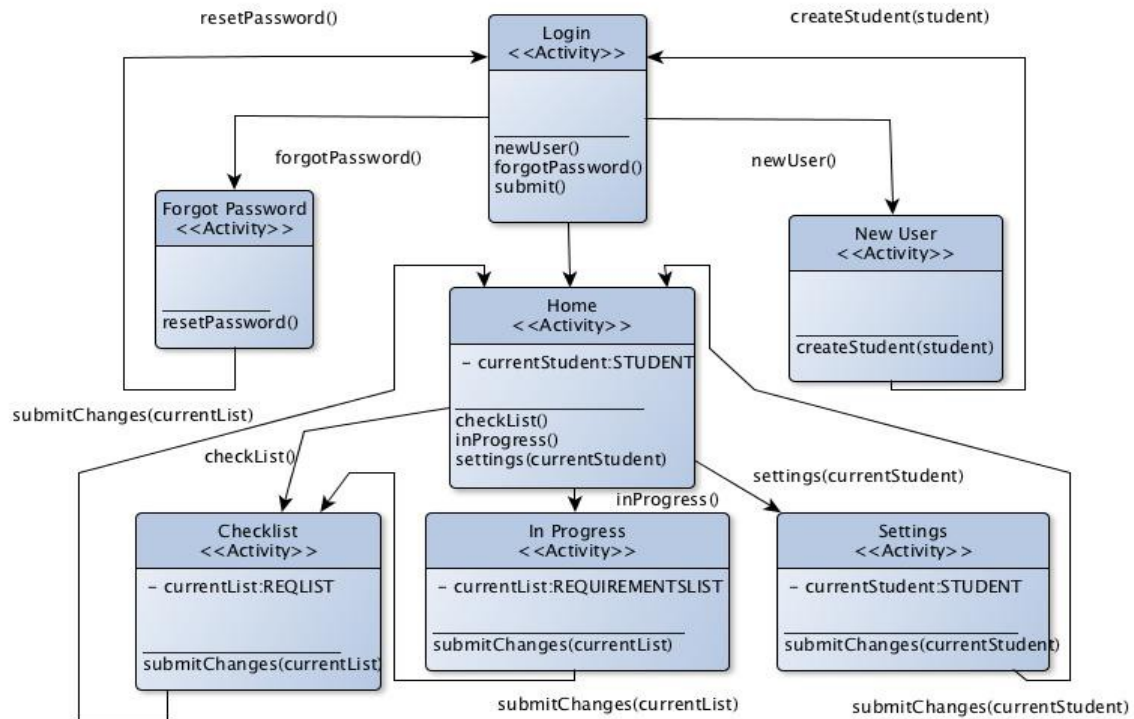 resetPassword()
createStudent(student)
Login
<<Activity>>
newUser()
forgotPassword()
submit()
forgotPassword()
newUser()
Forgot Password
<<Activity>>
resetPassword()
New User
<<Activity>>
createStudent(student)
Home
<<Activity>>
– currentStudent:STUDENT
checkList()
inProgress()
settings(currentStudent)
submitChanges(currentList)
checkList()
inProgress()
settings(currentStudent)
Checklist
<<Activity>>
– currentList:REQLIST
submitChanges(currentList)
In Progress
<<Activity>>
– currentList:REQUIREMENTSLIST
submitChanges(currentList)
Settings
<<Activity>>
– currentStudent:STUDENT
submitChanges(currentStudent)
submitChanges(currentList)
submitChanges(currentStudent)